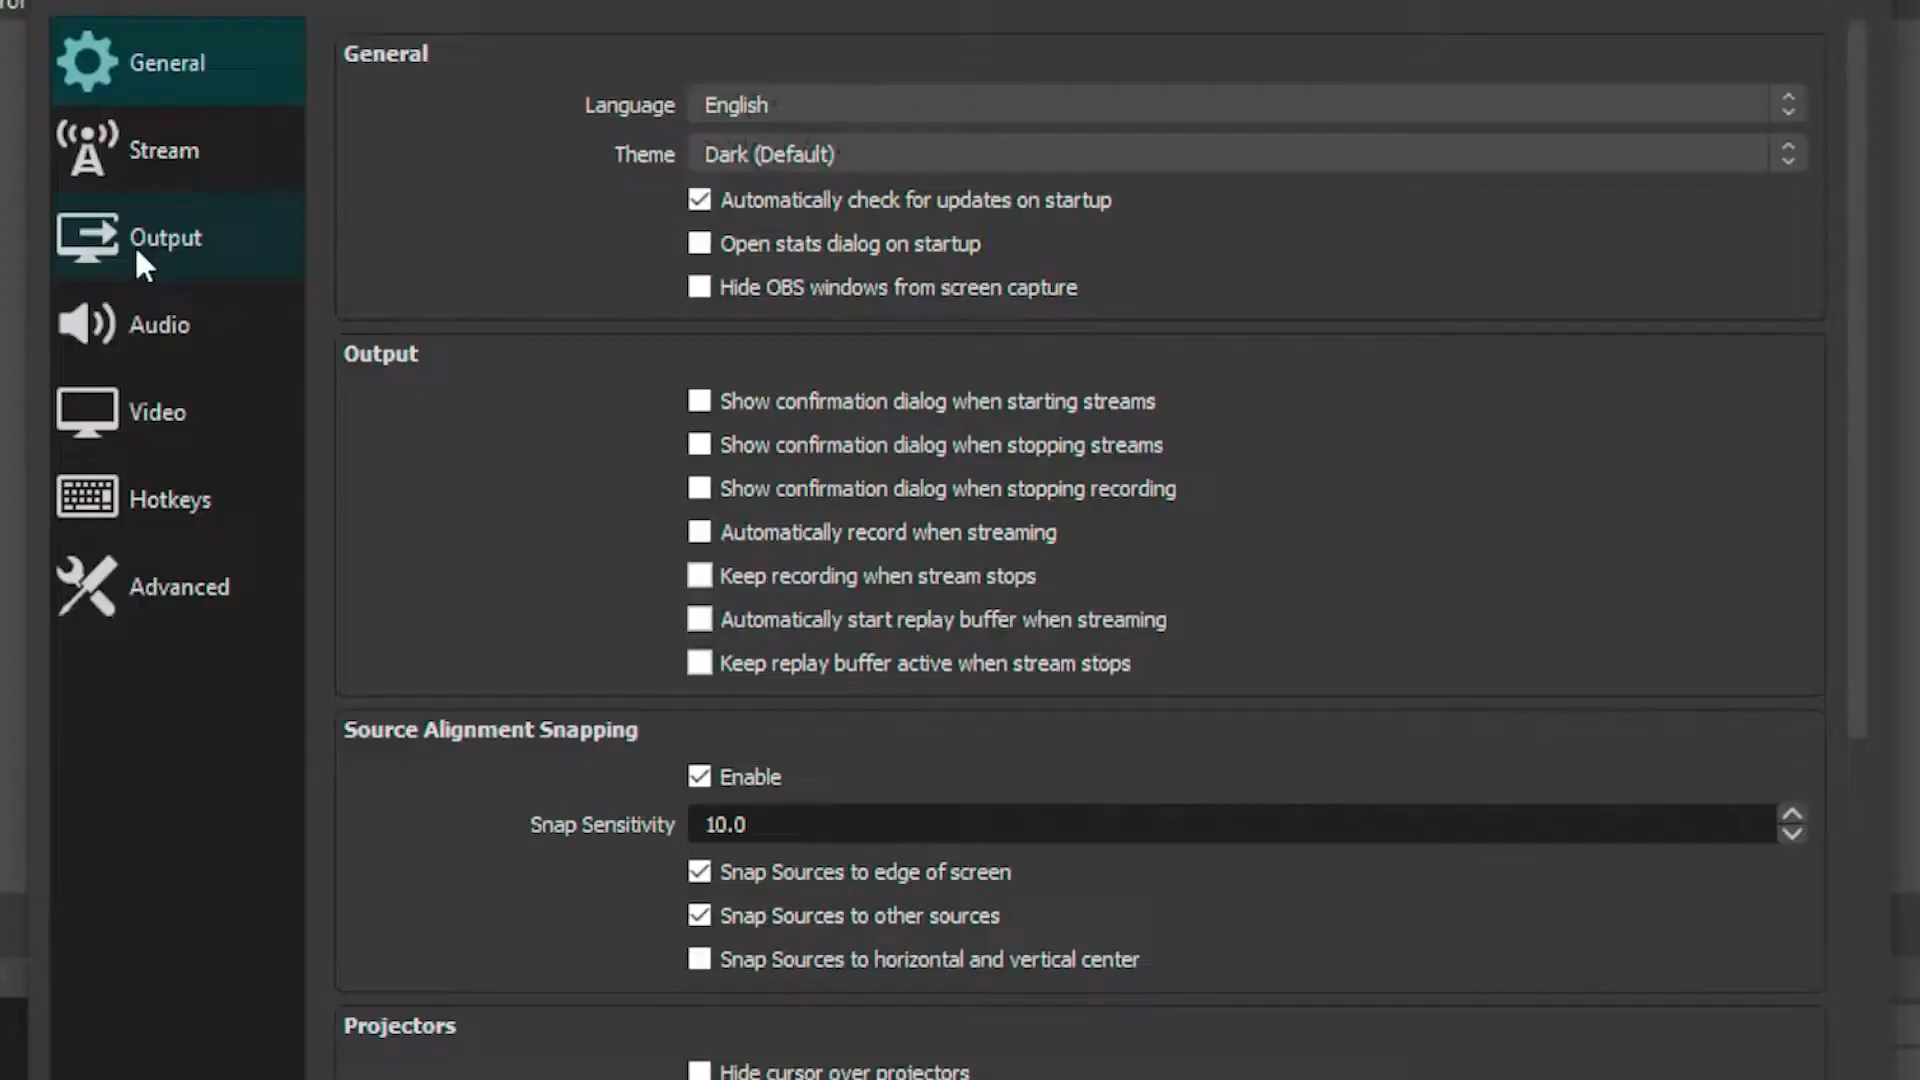 General
Stream
Output
Audio
Video
Hotkeys
Advanced
General
Language English
Theme Dark (Default)
Automatically check for updates on startup
Open stats dialog on startup
Hide OBS windows from screen capture
Output
Show confirmation dialog when starting streams
Show confirmation dialog when stopping streams
Show confirmation dialog when stopping recording
Automatically record when streaming
Keep recording when stream stops
Automatically start replay buffer when streaming
Keep replay buffer active when stream stops
Source Alignment Snapping
Enable
Snap Sensitivity 10.0
Snap Sources to edge of screen
Snap Sources to other sources
Snap Sources to horizontal and vertical center
Projectors
Hide cursor over projectors